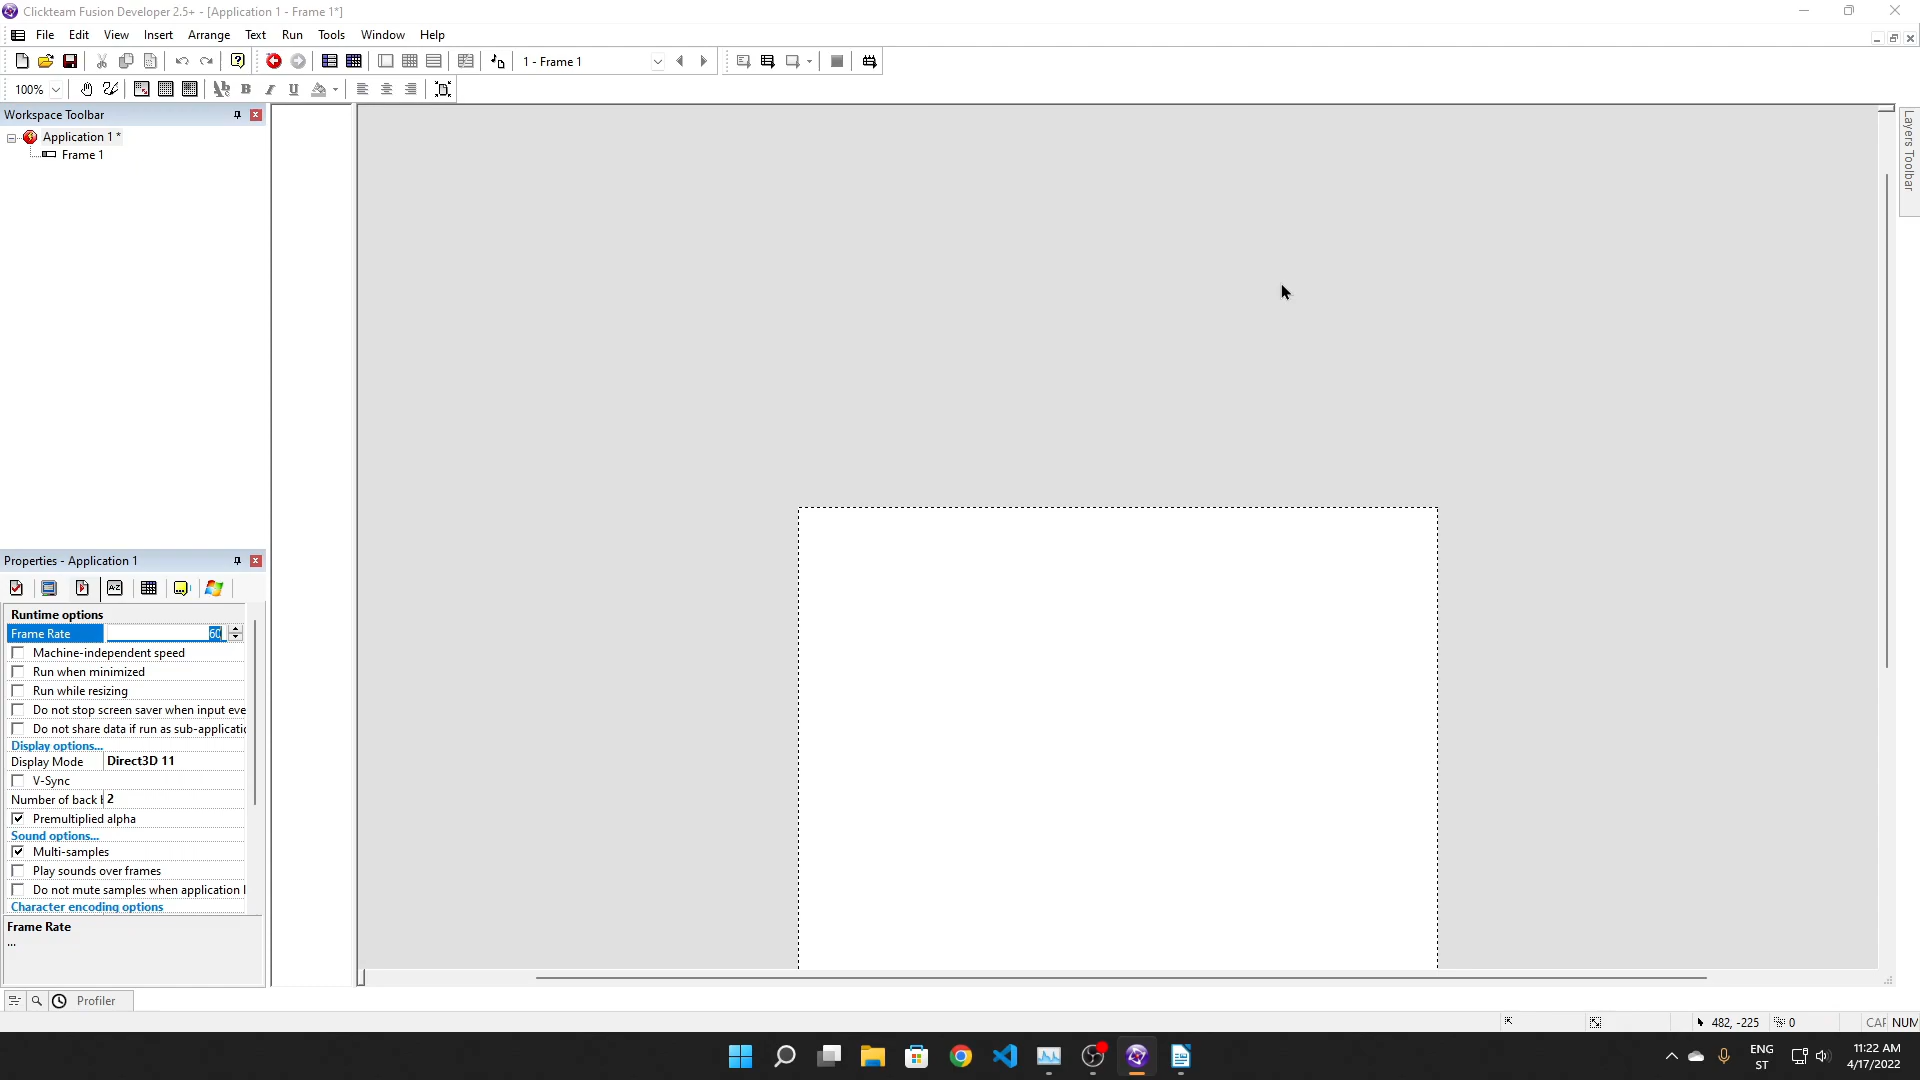 Clickteam Fusion Developer 2.5+ - [Application 1 - Frame 1*]
File Edit View Insert Arrange Text Run Tools Window Help
1 - Frame 1
100%
Workspace Toolbar
Application 1 *
Frame 1
Layers Toolbar
Properties - Application 1
Runtime options
Frame Rate 60
Machine-independent speed
Run when minimized
Run while resizing
Do not stop screen saver when input eve
Do not share data if run as sub-applicatio
Display options...
Display Mode Direct3D 11
V-Sync
Number of back b 2
Premultiplied alpha
Sound options...
Multi-samples
Play sounds over frames
Do not mute samples when application l
Character encoding options
Frame Rate
...
Profiler
482, -225 0 CAP NUM
ENG
ST
11:22 AM
4/17/2022